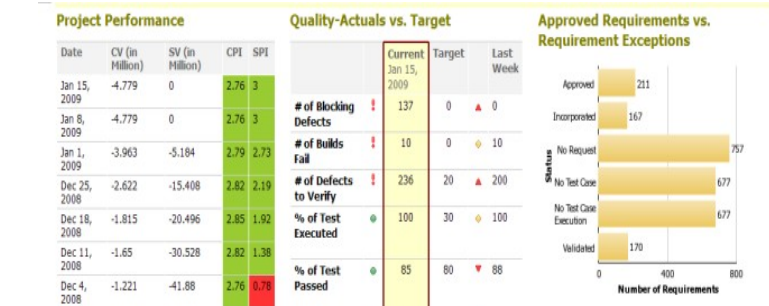 Project Performance
Date CV (in Million) SV (in Million) CPI SPI
Jan 15, 2009 -4.779 0 2.76 3
Jan 8, 2009 -4.779 0 2.76 3
Jan 1, 2009 -3.963 -5.184 2.79 2.73
Dec 25, 2008 -2.622 -15.408 2.82 2.19
Dec 18, 2008 -1.815 -20.496 2.85 1.92
Dec 11, 2008 -1.65 -30.528 2.82 1.38
Dec 4, 2008 -1.221 -41.88 2.76 0.78
Quality-Actuals vs. Target
Current Jan 15, 2009 Target Last Week
# of Blocking Defects ! 137 0 0
# of Builds Fail ! 10 0 10
# of Defects to Verify ! 236 20 200
% of Test Executed 100 30 100
% of Test Passed 85 80 88
Approved Requirements vs.
Requirement Exceptions
Status
Approved 211
Incorporated 167
No Request 757
No Test Case 677
No Test Case Execution 677
Validated 170
0 400 800
Number of Requirements